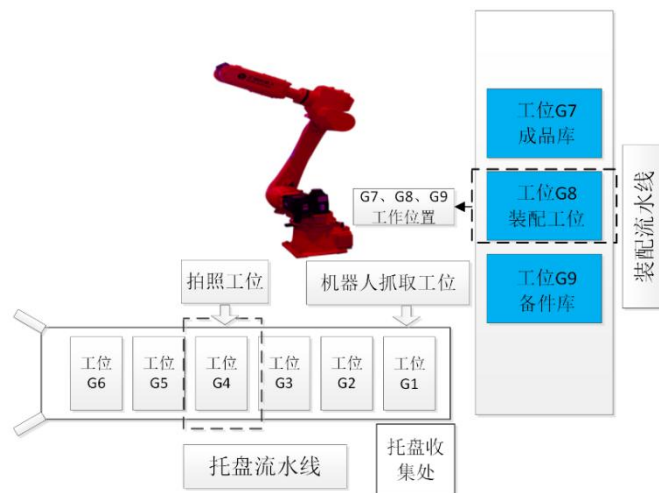 工位G7
成品库
工位G8
装配工位
G7、G8、G9
工作位置
工位G9
备件库
装配流水线
拍照工位
机器人抓取工位
工位
G6
工位
G5
工位
G4
工位
G3
工位
G2
工位
G1
托盘流水线
托盘收
集处